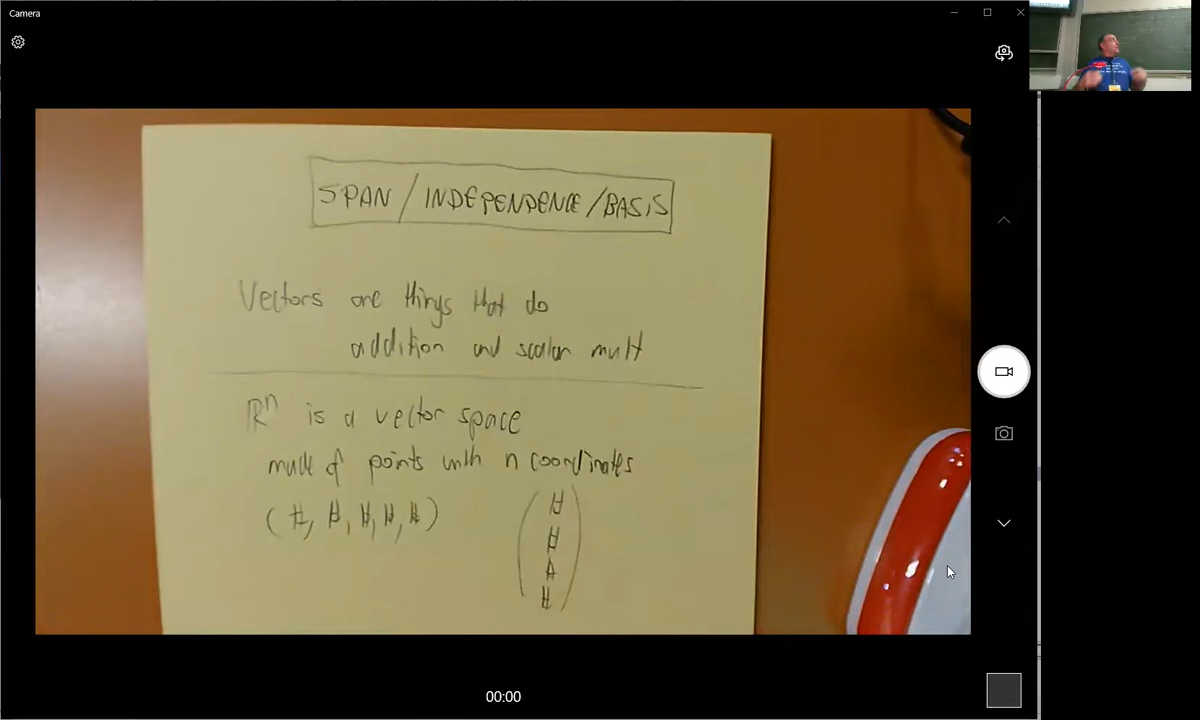 Camera
SPAN / INDEPENDENCE / BASIS
Vectors are things that do
addition and scalar mult
ℝⁿ is a vector space
made of points with n coordinates
(#, #, #, #, #)
#
#
#
#
00:00